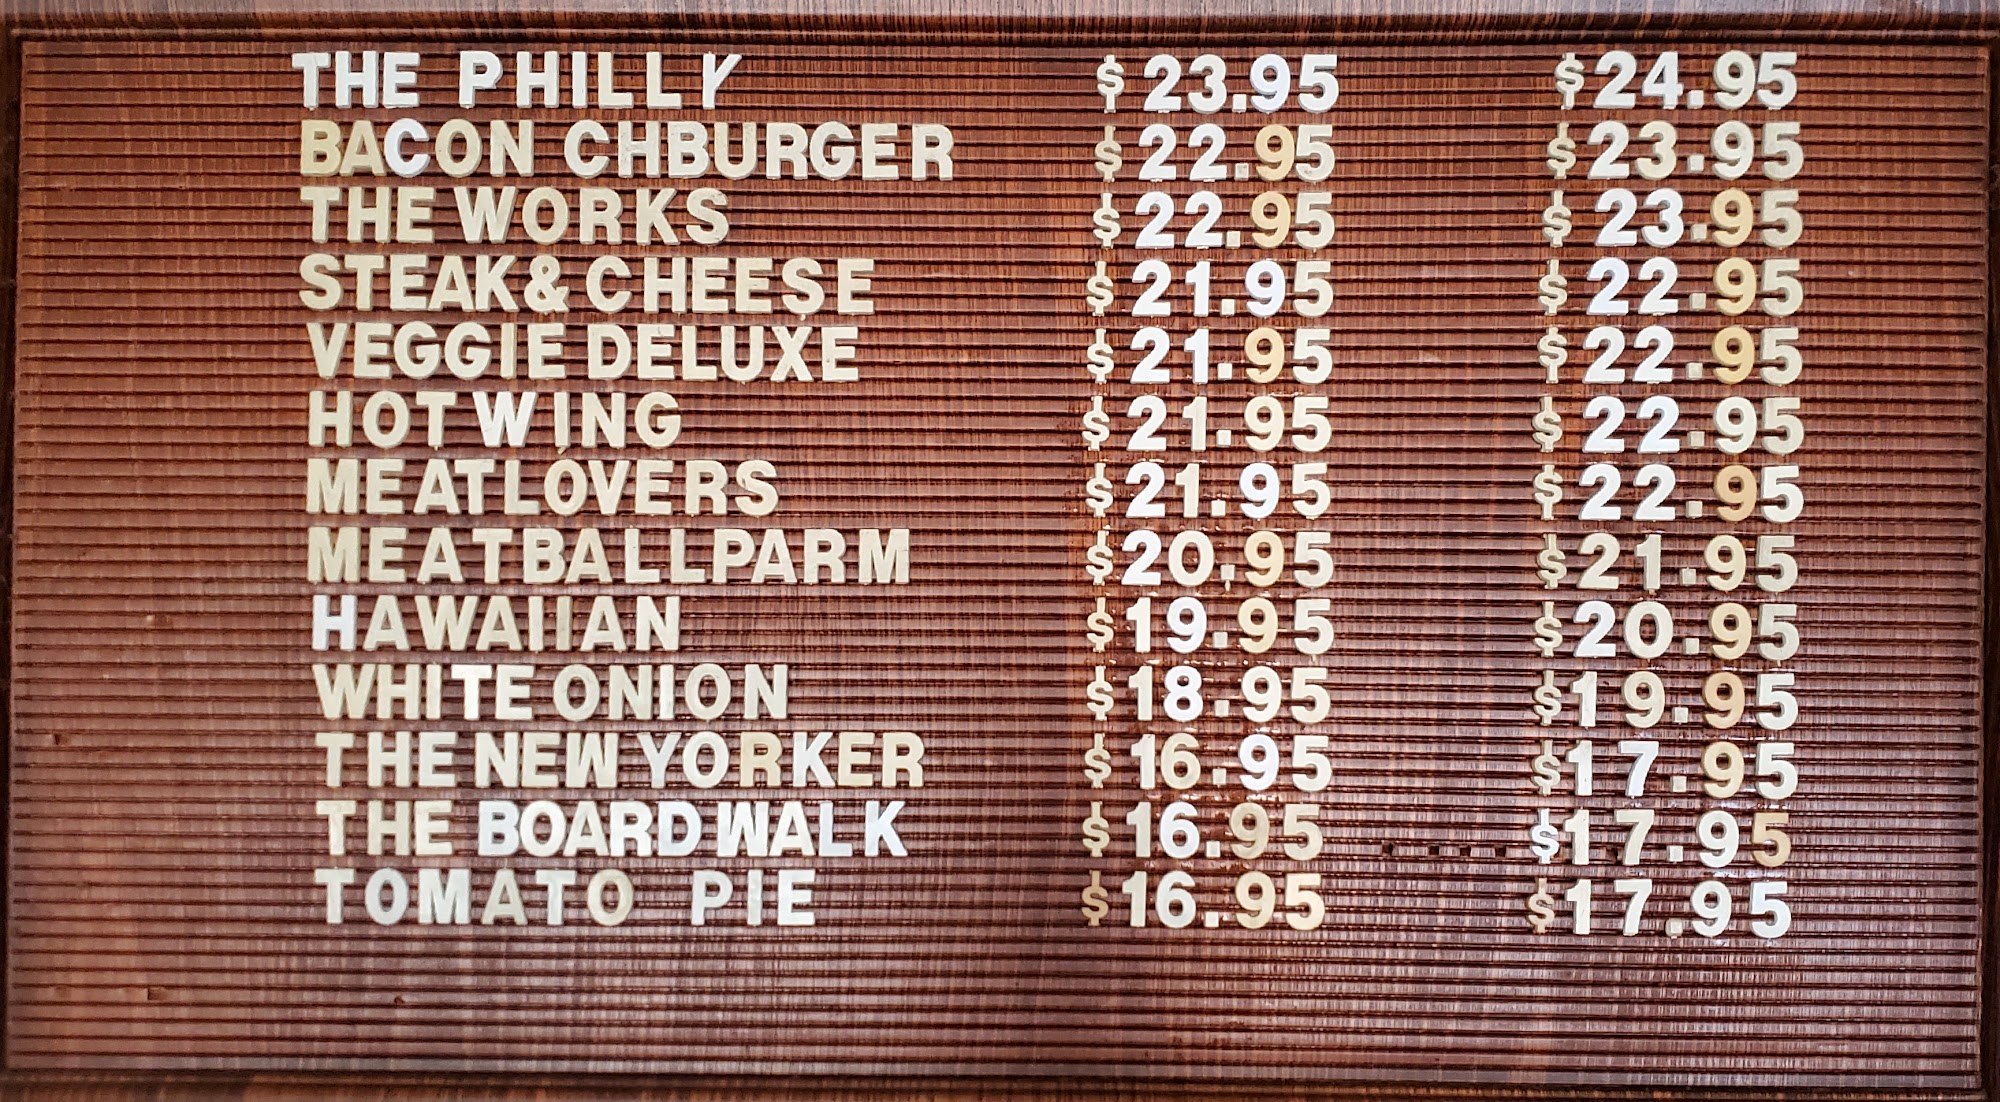 THE PHILLY $23.95 $24.95
BACON CHBURGER $22.95 $23.95
THE WORKS $22.95 $23.95
STEAK & CHEESE $21.95 $22.95
VEGGIE DELUXE $21.95 $22.95
HOT WING $21.95 $22.95
MEATLOVERS $21.95 $22.95
MEATBALLPARM $20.95 $21.95
HAWAIIAN $19.95 $20.95
WHITE ONION $18.95 $19.95
THE NEW YORKER $16.95 $17.95
THE BOARDWALK $16.95 $17.95
TOMATO PIE $16.95 $17.95